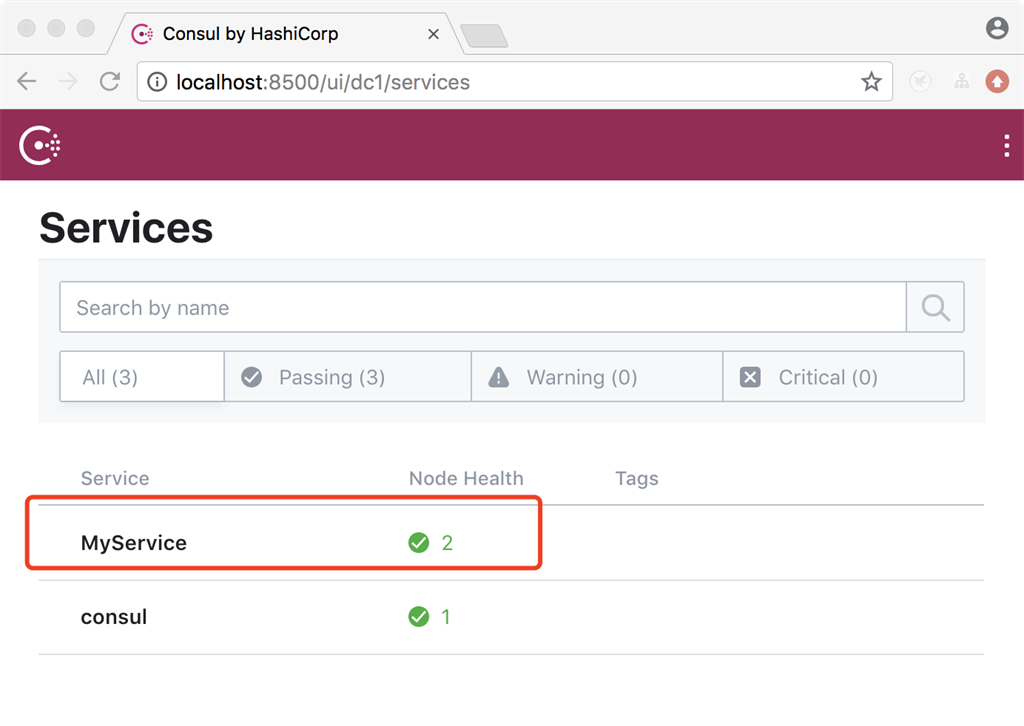 Consul by HashiCorp
localhost:8500/ui/dc1/services
Services
Search by name
All (3) Passing (3) Warning (0) Critical (0)
Service Node Health Tags
MyService 2
consul 1